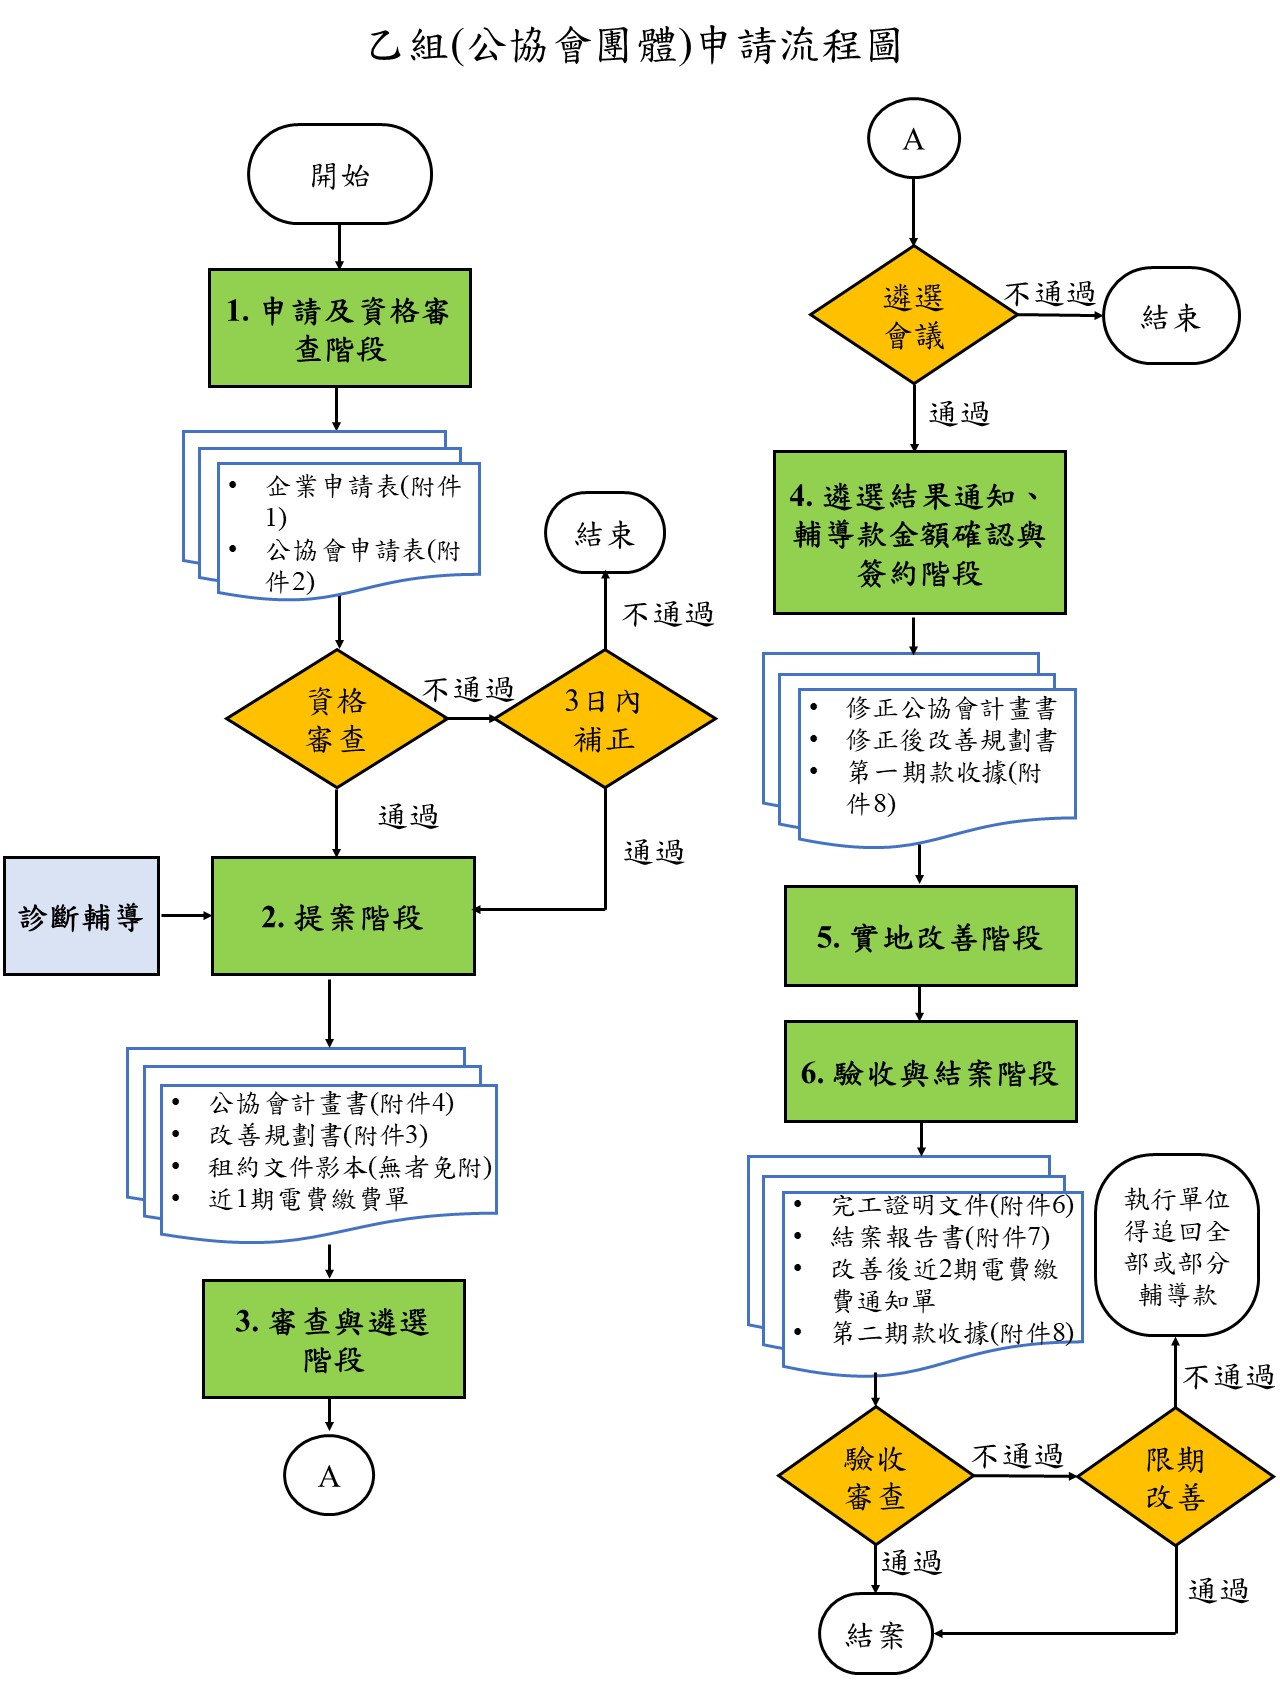 乙組(公協會團體)申請流程圖
開始
1. 申請及資格審
查階段
• 企業申請表(附件
1)
• 公協會申請表(附
件2)
結束
不通過
資格
審查
不通過
3日內
補正
通過
通過
診斷輔導
2. 提案階段
• 公協會計畫書(附件4)
• 改善規劃書(附件3)
• 租約文件影本(無者免附)
• 近1期電費繳費單
3. 審查與遴選
階段
A
A
遴選
會議
不通過
結束
通過
4. 遴選結果通知、
輔導款金額確認與
簽約階段
• 修正公協會計畫書
• 修正後改善規劃書
• 第一期款收據(附
件8)
5. 實地改善階段
6. 驗收與結案階段
• 完工證明文件(附件6)
• 結案報告書(附件7)
• 改善後近2期電費繳
費通知單
• 第二期款收據(附件8)
執行單位
得追回全
部或部分
輔導款
不通過
驗收
審查
不通過
限期
改善
通過
通過
結案